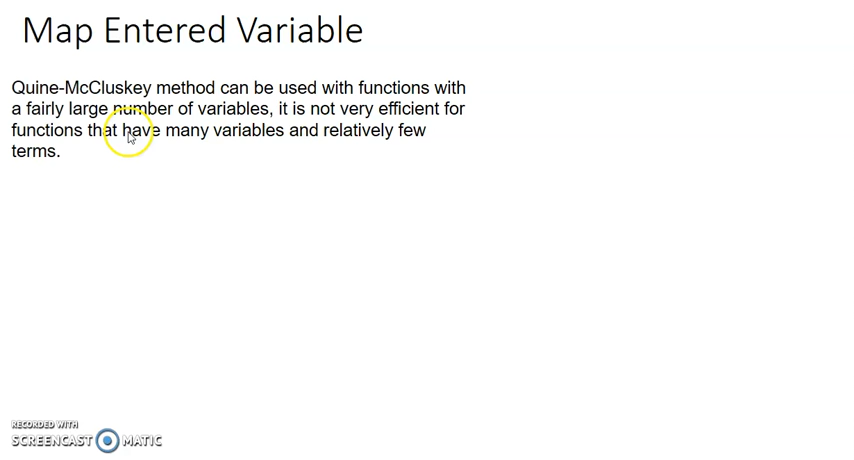 Map Entered Variable
Quine-McCluskey method can be used with functions with
a fairly large number of variables, it is not very efficient for
functions that have many variables and relatively few
terms.
RECORDED WITH
SCREENCAST MATIC